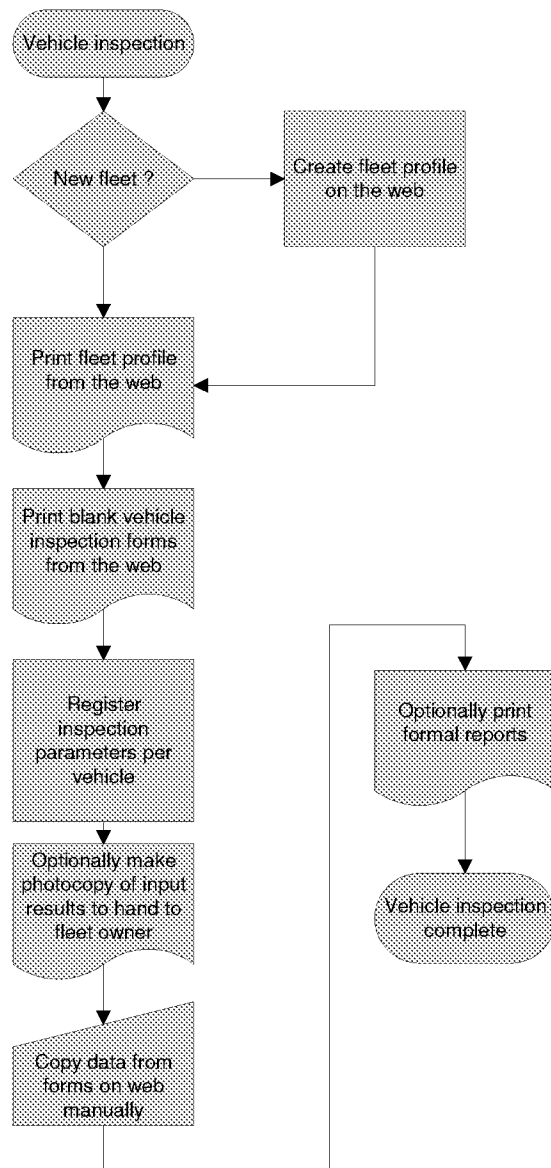 Vehicle inspection
New fleet ?
Create fleet profile
on the web
Print fleet profile
from the web
Print blank vehicle
inspection forms
from the web
Register
inspection
parameters per
vehicle
Optionally make
photocopy of input
results to hand to
fleet owner
Copy data from
forms on web
manually
Optionally print
formal reports
Vehicle inspection
complete